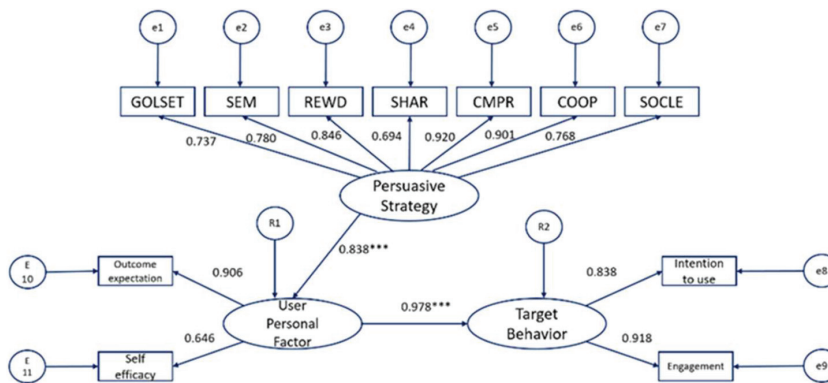 e1 e2 e3 e4 e5 e6 e7
GOLSET SEM REWD SHAR CMPR COOP SOCLE
0.737 0.780 0.846 0.694 0.920 0.901 0.768
Persuasive
Strategy
R1 R2
0.838***
E
10
Outcome
expectation
0.906
0.838
Intention
to use
e8
User
Personal
Factor
0.978***
Target
Behavior
0.646
0.918
E
11
Self
efficacy
Engagement
e9